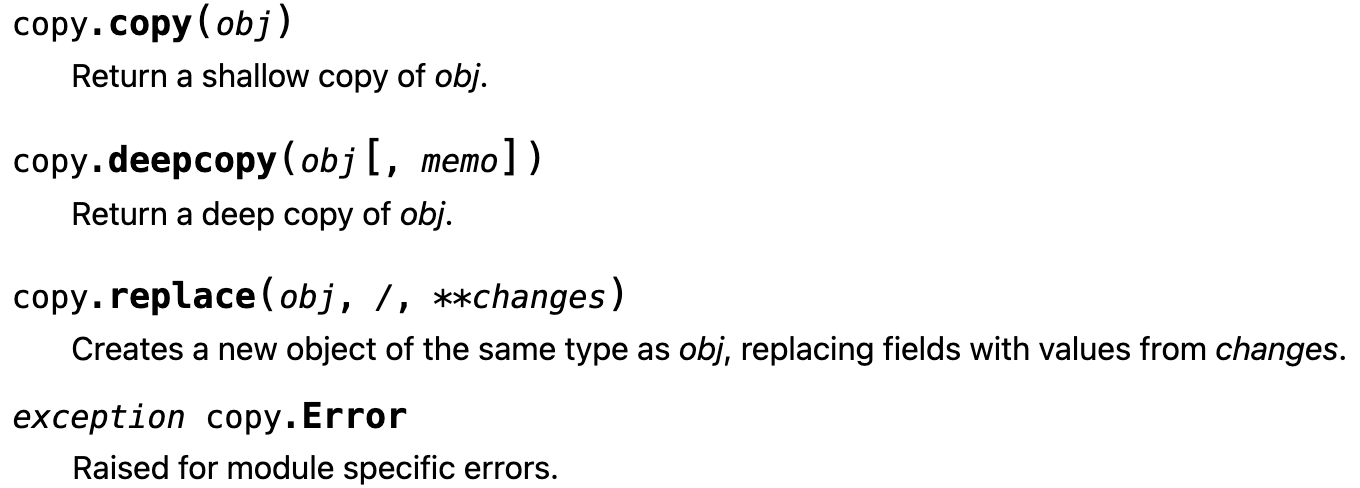 copy.copy(obj)
Return a shallow copy of obj.
copy.deepcopy(obj[, memo])
Return a deep copy of obj.
copy.replace(obj, /, **changes)
Creates a new object of the same type as obj, replacing fields with values from changes.
exception copy.Error
Raised for module specific errors.